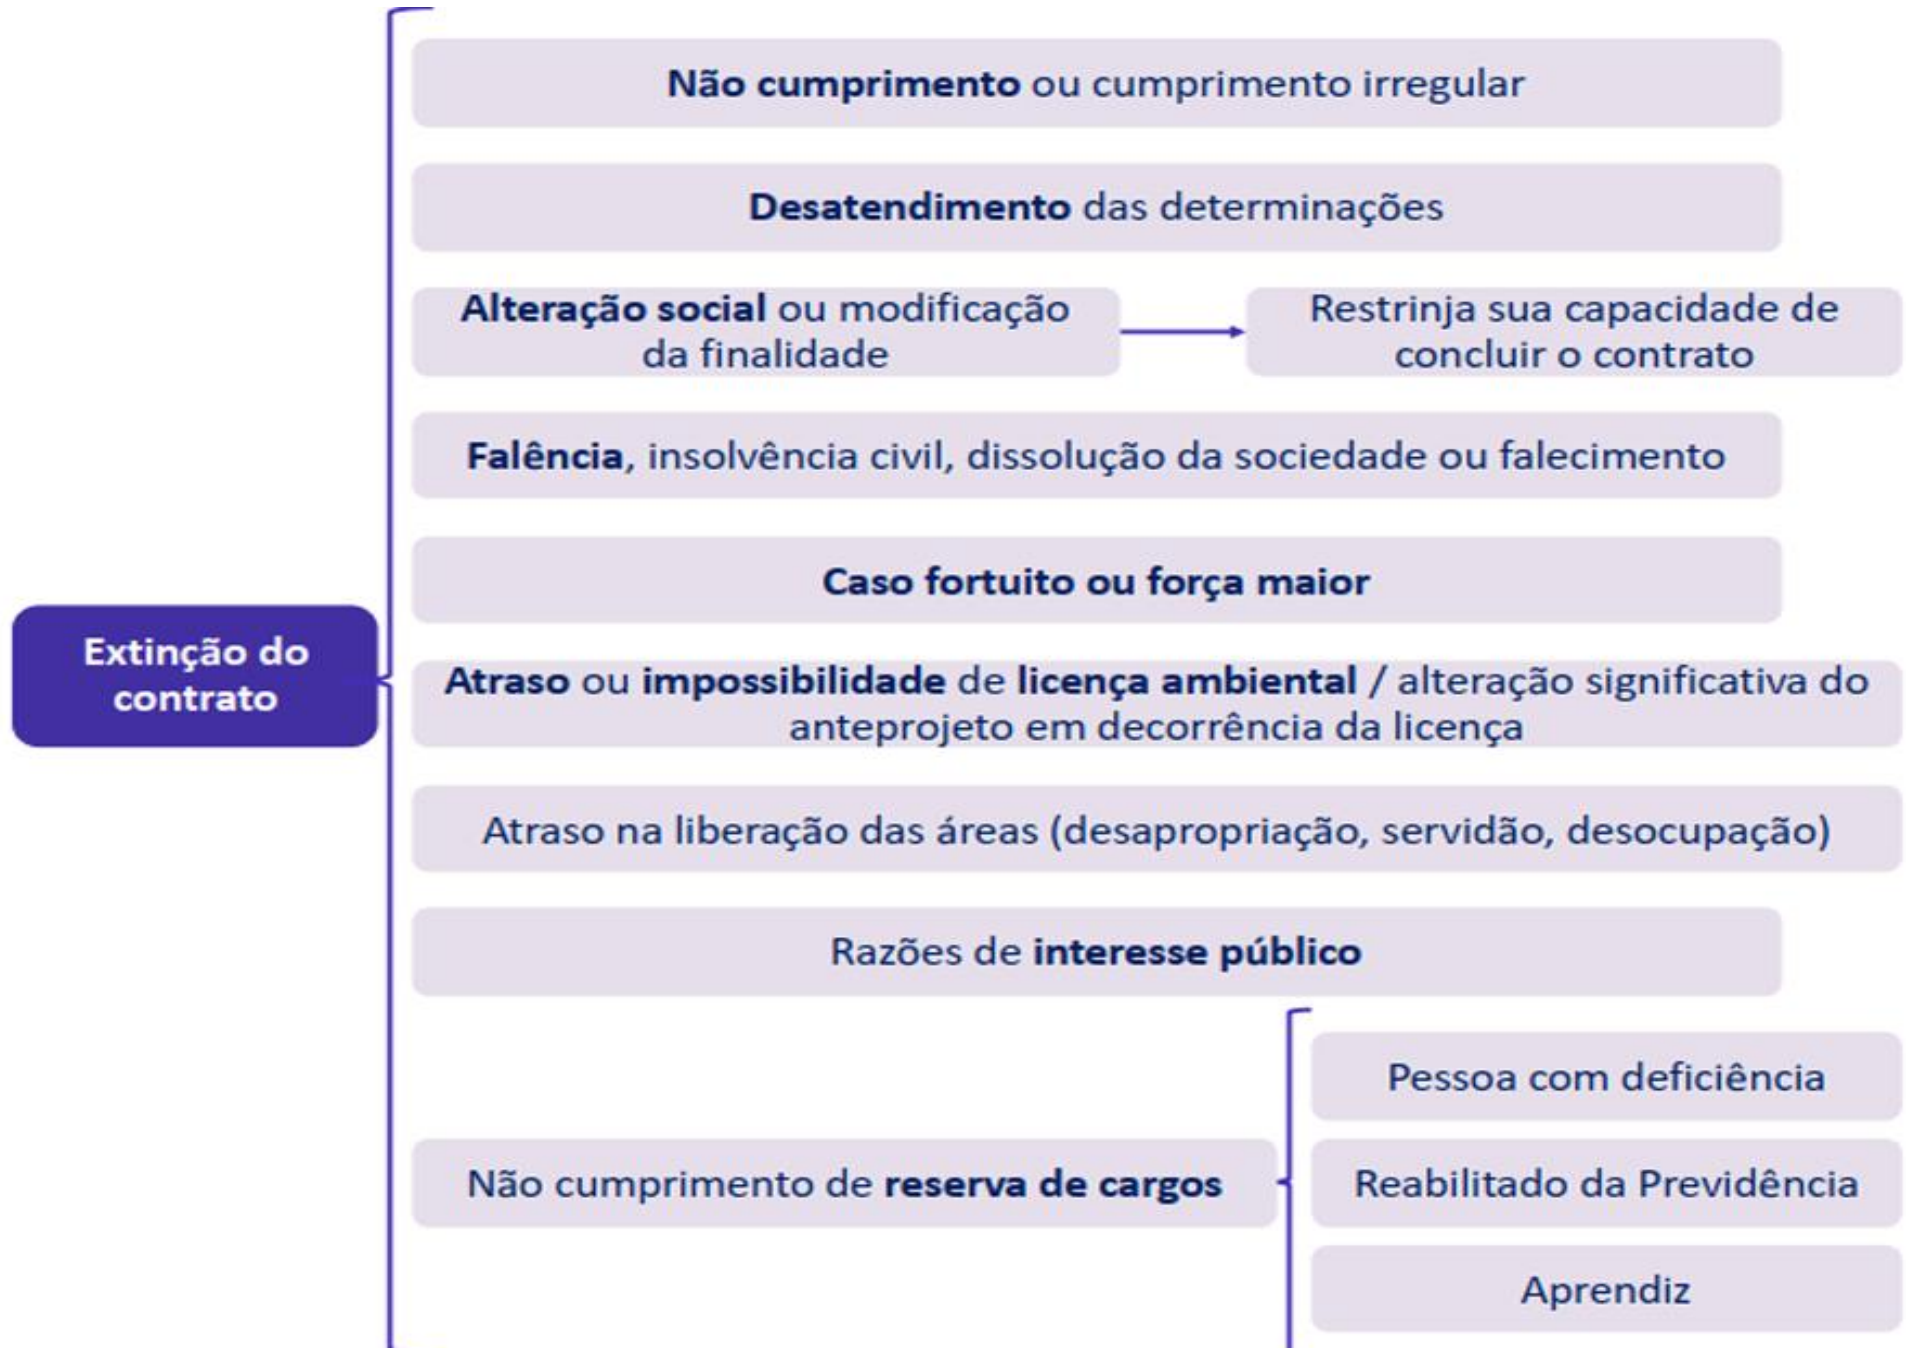 Não cumprimento ou cumprimento irregular
Desatendimento das determinações
Alteração social ou modificação
da finalidade
Restrinja sua capacidade de
concluir o contrato
Falência, insolvência civil, dissolução da sociedade ou falecimento
Caso fortuito ou força maior
Extinção do
contrato
Atraso ou impossibilidade de licença ambiental / alteração significativa do
anteprojeto em decorrência da licença
Atraso na liberação das áreas (desapropriação, servidão, desocupação)
Razões de interesse público
Não cumprimento de reserva de cargos
Pessoa com deficiência
Reabilitado da Previdência
Aprendiz